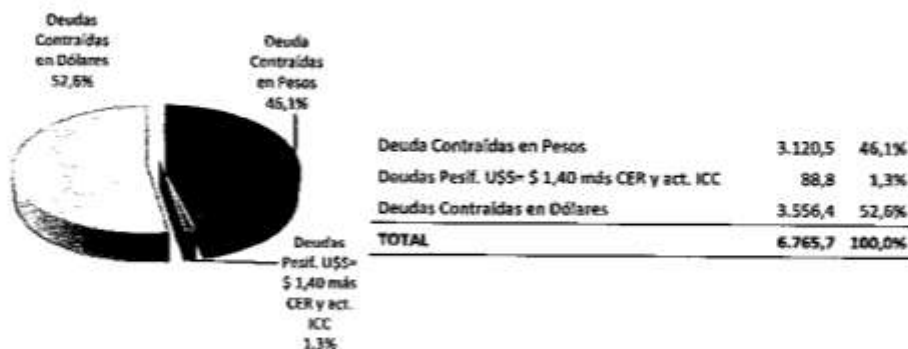 Deudas
Contraídas
en Dólares
52,6%
Deuda
Contraídas
en Pesos
46,1%
Deudas
Pesif. U$S=
$ 1,40 más
CER y act.
ICC
1.3%
Deuda Contraídas en Pesos 3.120,5 46,1%
Deudas Pesif. U$S= $ 1,40 más CER y act. ICC 88,8 1,3%
Deudas Contraídas en Dólares 3.556,4 52,6%
TOTAL 6.765,7 100,0%